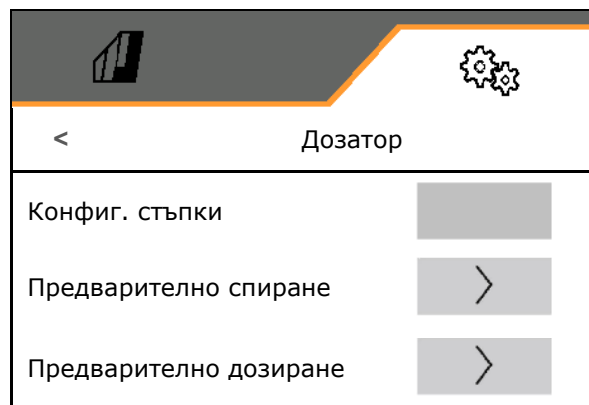 < Дозатор
Конфиг. стъпки
Предварително спиране
Предварително дозиране